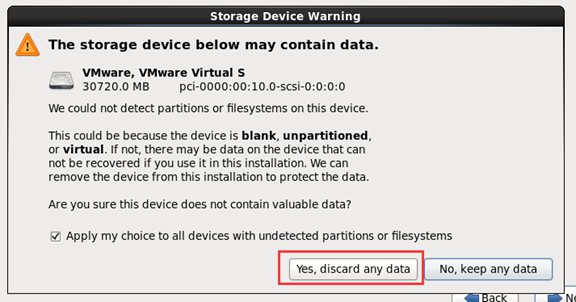 Storage Device Warning
The storage device below may contain data.
VMware, VMware Virtual S
30720.0 MB pci-0000:00:10.0-scsi-0:0:0:0
We could not detect partitions or filesystems on this device.
This could be because the device is blank, unpartitioned,
or virtual. If not, there may be data on the device that can
not be recovered if you use it in this installation. We can
remove the device from this installation to protect the data.
Are you sure this device does not contain valuable data?
Apply my choice to all devices with undetected partitions or filesystems
Yes, discard any data No, keep any data
Back